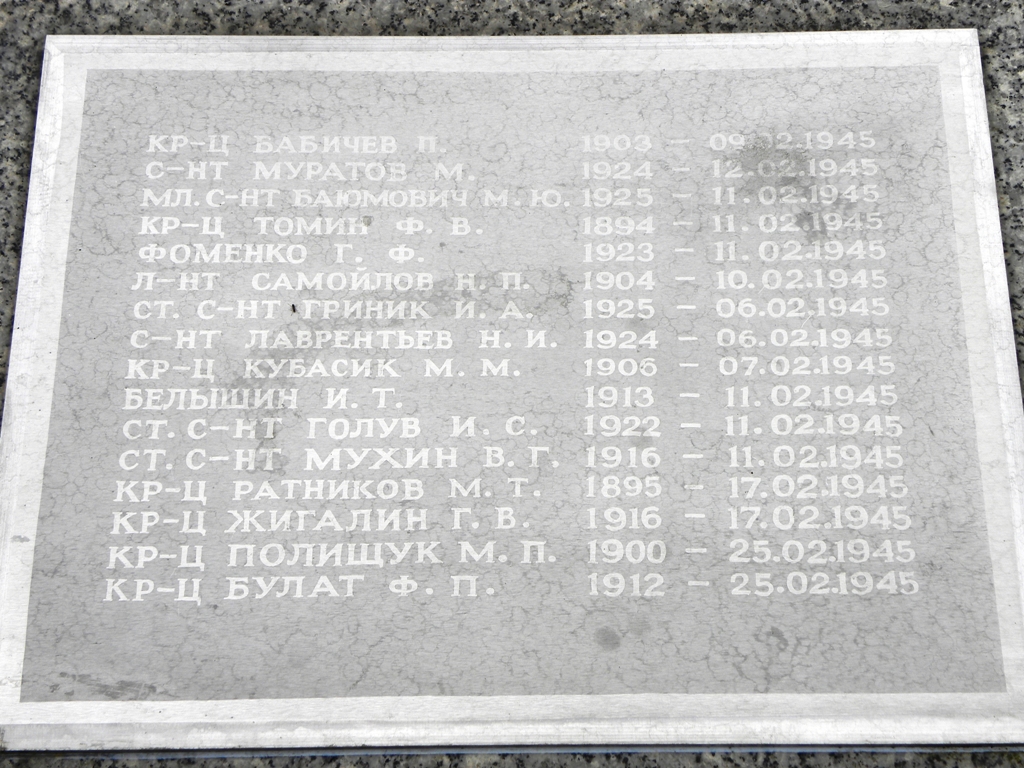 КР-Ц БАБИЧЕВ П. 1903 – 09.02.1945
С-НТ МУРАТОВ М. 1924 – 12.02.1945
МЛ. С-НТ БАЮМОВИЧ М. Ю. 1925 – 11.02.1945
КР-Ц ТОМИН Ф. В. 1894 – 11.02.1945
ФОМЕНКО Г. Ф. 1923 – 11.02.1945
Л-НТ САМОЙЛОВ Н. П. 1904 – 10.02.1945
СТ. С-НТ ГРИНИК И. А. 1925 – 06.02.1945
С-НТ ЛАВРЕНТЬЕВ Н. И. 1924 – 06.02.1945
КР-Ц КУБАСИК М. М. 1906 – 07.02.1945
БЕЛЫШИН И. Т. 1913 – 11.02.1945
СТ. С-НТ ГОЛУВ И. С. 1922 – 11.02.1945
СТ. С-НТ МУХИН В. Г. 1916 – 11.02.1945
КР-Ц РАТНИКОВ М. Т. 1895 – 17.02.1945
КР-Ц ЖИГАЛИН Г. В. 1916 – 17.02.1945
КР-Ц ПОЛИЩУК М. П. 1900 – 25.02.1945
КР-Ц БУЛАТ Ф. П. 1912 – 25.02.1945